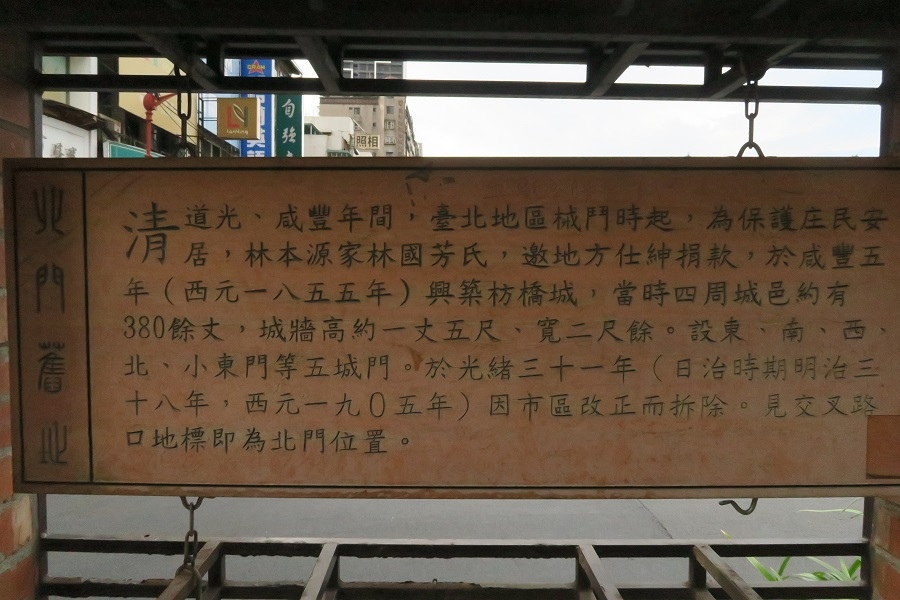 北門舊址
清道光、咸豐年間，臺北地區械鬥時起，為保護庄民安
居，林本源家林國芳氏，邀地方仕紳捐款，於咸豐五
年（西元一八五五年）興築枋橋城，當時四周城邑約有
380餘丈，城牆高約一丈五尺、寬二尺餘。設東、南、西、
北、小東門等五城門。於光緒三十一年（日治時期明治三
十八年，西元一九〇五年）因市區改正而拆除。見交叉路
口地標即為北門位置。
自強
照相